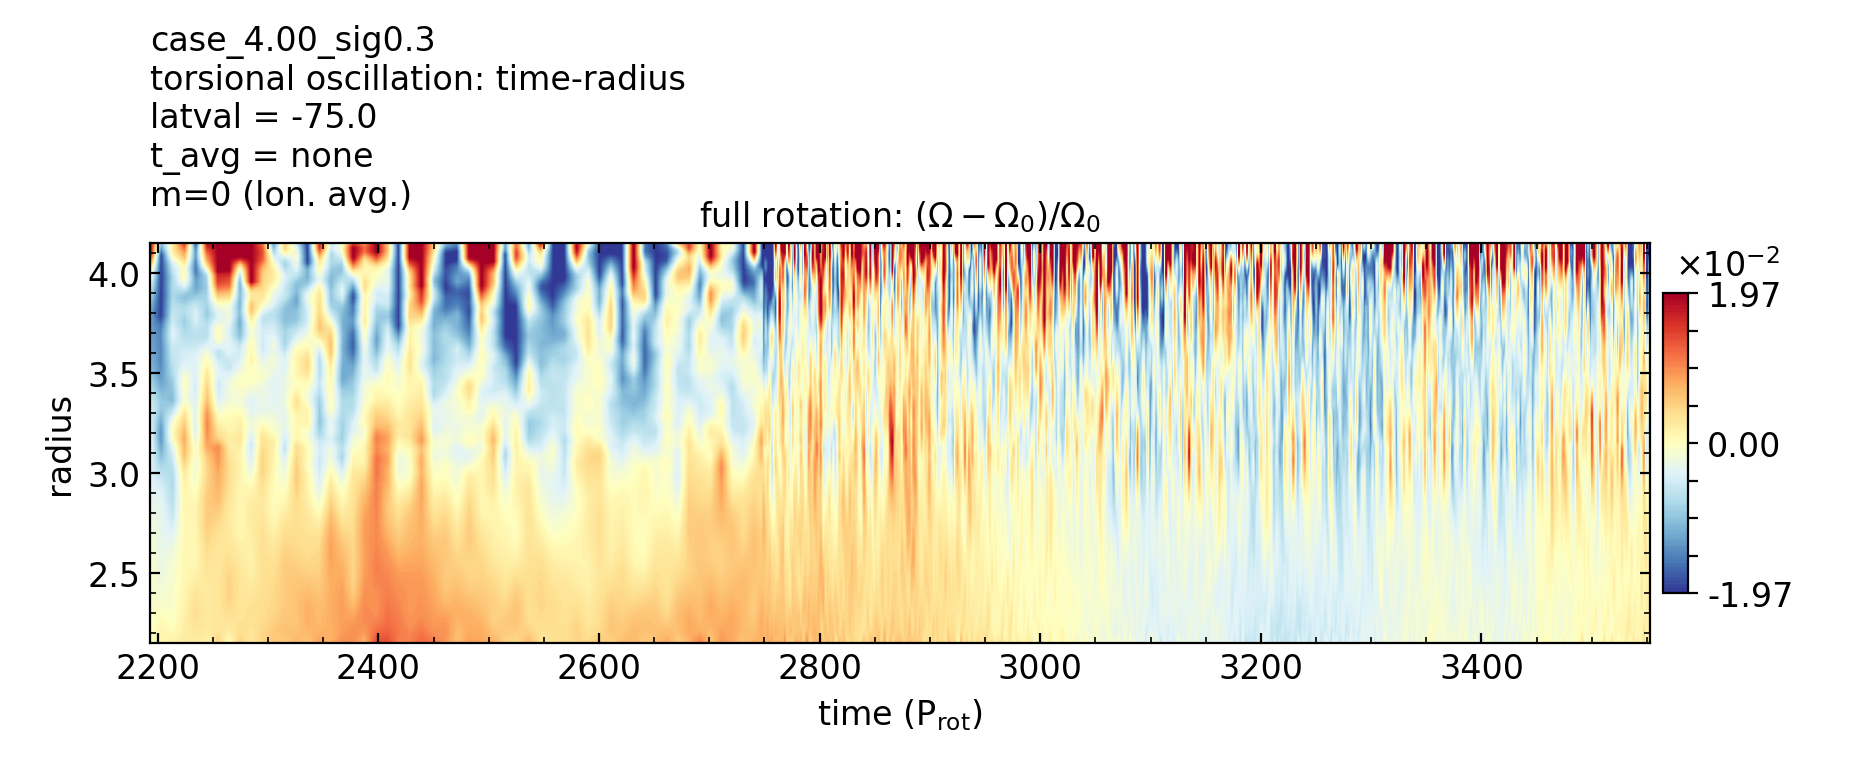 case_4.00_sig0.3
torsional oscillation: time-radius
latval = -75.0
t_avg = none
m=0 (lon. avg.)
full rotation: (Ω − Ω₀)/Ω₀
×10⁻²
4.0
3.5
3.0
2.5
radius
1.97
0.00
-1.97
2200 2400 2600 2800 3000 3200 3400
time (P_rot)